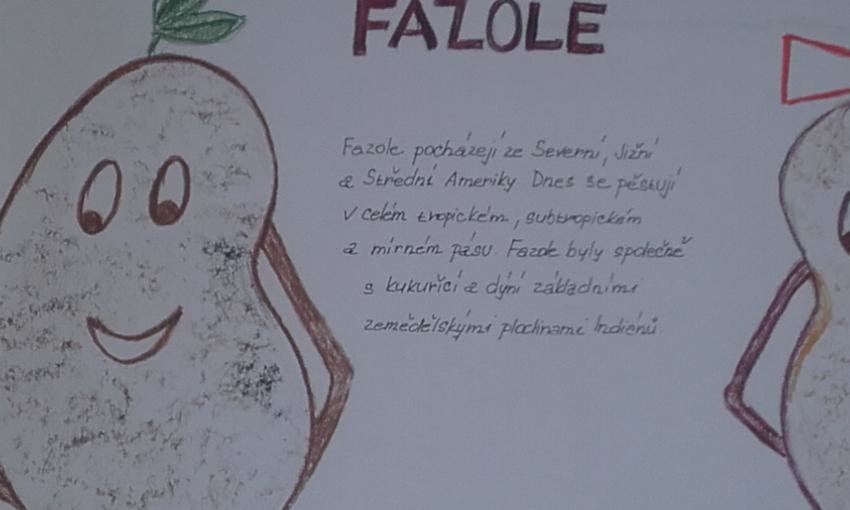 FAZOLE
Fazole pocházejí ze Severní, Jižní
a Střední Ameriky Dnes se pěstují
v celém tropickém, subtropickém
a mírném pásu. Fazole byly společně
s kukuřicí a dýní základními
zemědělskými plodinami Indiénů